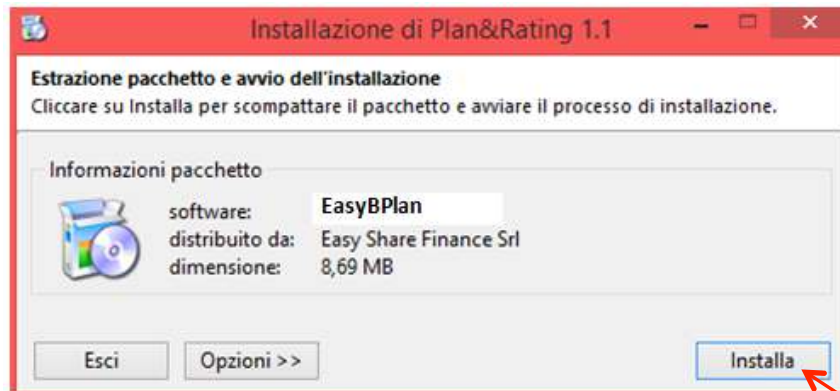 Installazione di Plan&Rating 1.1
Estrazione pacchetto e avvio dell'installazione
Cliccare su Installa per scompattare il pacchetto e avviare il processo di installazione.
Informazioni pacchetto
software: EasyBPlan
distribuito da: Easy Share Finance Srl
dimensione: 8,69 MB
Esci Opzioni >> Installa